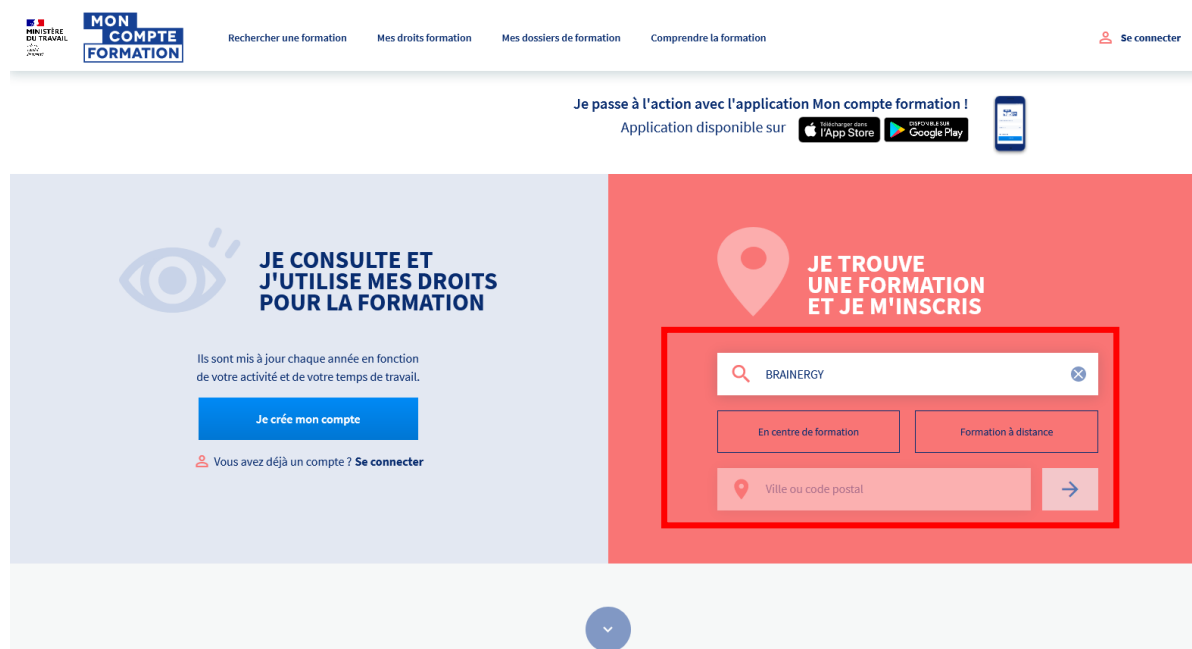 MINISTÈRE
DU TRAVAIL
MON
COMPTE
FORMATION
Rechercher une formation
Mes droits formation
Mes dossiers de formation
Comprendre la formation
Se connecter
Je passe à l'action avec l'application Mon compte formation !
Application disponible sur
Télécharger dans
l'App Store
DISPONIBLE SUR
Google Play
JE CONSULTE ET
J'UTILISE MES DROITS
POUR LA FORMATION
Ils sont mis à jour chaque année en fonction
de votre activité et de votre temps de travail.
Je crée mon compte
Vous avez déjà un compte ? Se connecter
JE TROUVE
UNE FORMATION
ET JE M'INSCRIS
BRAINERGY
En centre de formation
Formation à distance
Ville ou code postal